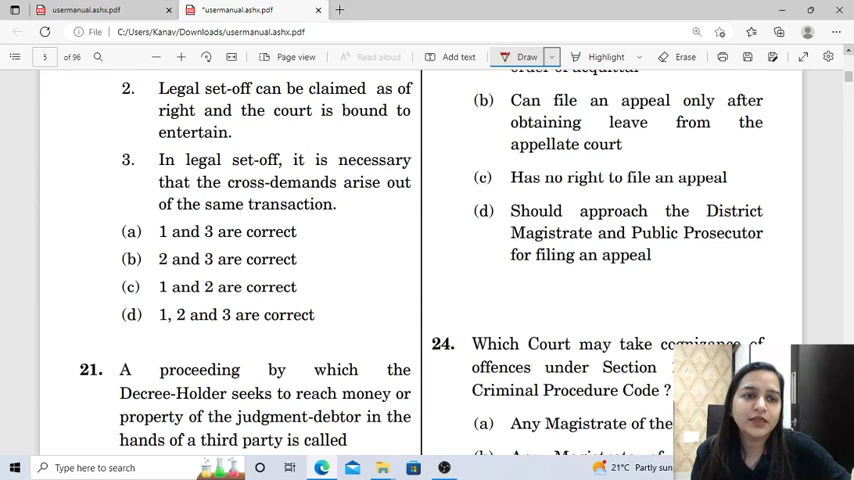 usermanual.ashx.pdf
*usermanual.ashx.pdf
File
C:/Users/Kanav/Downloads/usermanual.ashx.pdf
5 of 96
Page view
Read aloud
Add text
Draw
Highlight
Erase
2. Legal set-off can be claimed as of
right and the court is bound to
entertain.
3. In legal set-off, it is necessary
that the cross-demands arise out
of the same transaction.
(a) 1 and 3 are correct
(b) 2 and 3 are correct
(c) 1 and 2 are correct
(d) 1, 2 and 3 are correct
21. A proceeding by which the
Decree-Holder seeks to reach money or
property of the judgment-debtor in the
hands of a third party is called
order of acquittal
(b) Can file an appeal only after
obtaining leave from the
appellate court
(c) Has no right to file an appeal
(d) Should approach the District
Magistrate and Public Prosecutor
for filing an appeal
24. Which Court may take cognizance of
offences under Section
Criminal Procedure Code ?
(a) Any Magistrate of the
(b) Any Magistrate of
Type here to search
21°C Partly sun